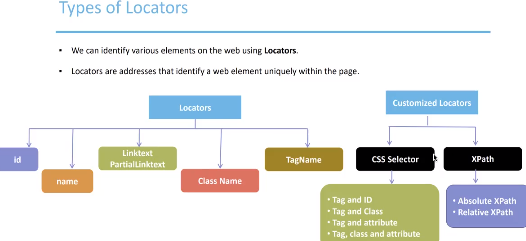 Types of Locators
• We can identify various elements on the web using Locators.
• Locators are addresses that identify a web element uniquely within the page.
Locators
Customized Locators
id
name
Linktext
PartialLinktext
Class Name
TagName
CSS Selector
XPath
• Tag and ID
• Tag and Class
• Tag and attribute
• Tag, class and attribute
• Absolute XPath
• Relative XPath